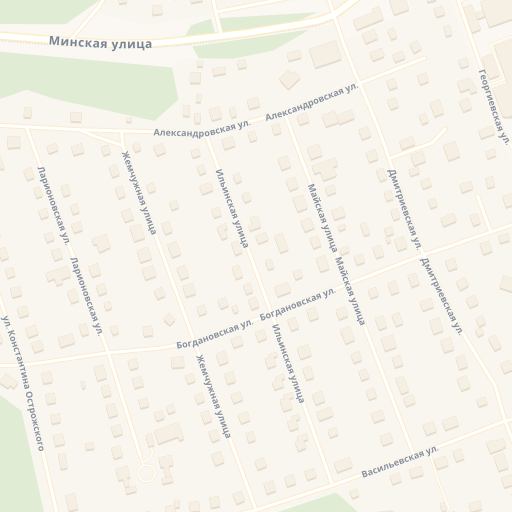 Минская улица
Георгиевская ул.
Александровская ул.
Александровская ул.
Ларионовская ул.
Жемчужная улица
Ильинская улица
Майская улица
Дмитриевская ул.
Ларионовская ул.
Майская улица
Дмитриевская ул.
Богдановская ул.
Богдановская ул.
ул. Константина Острожского
Жемчужная улица
Ильинская улица
Васильевская ул.